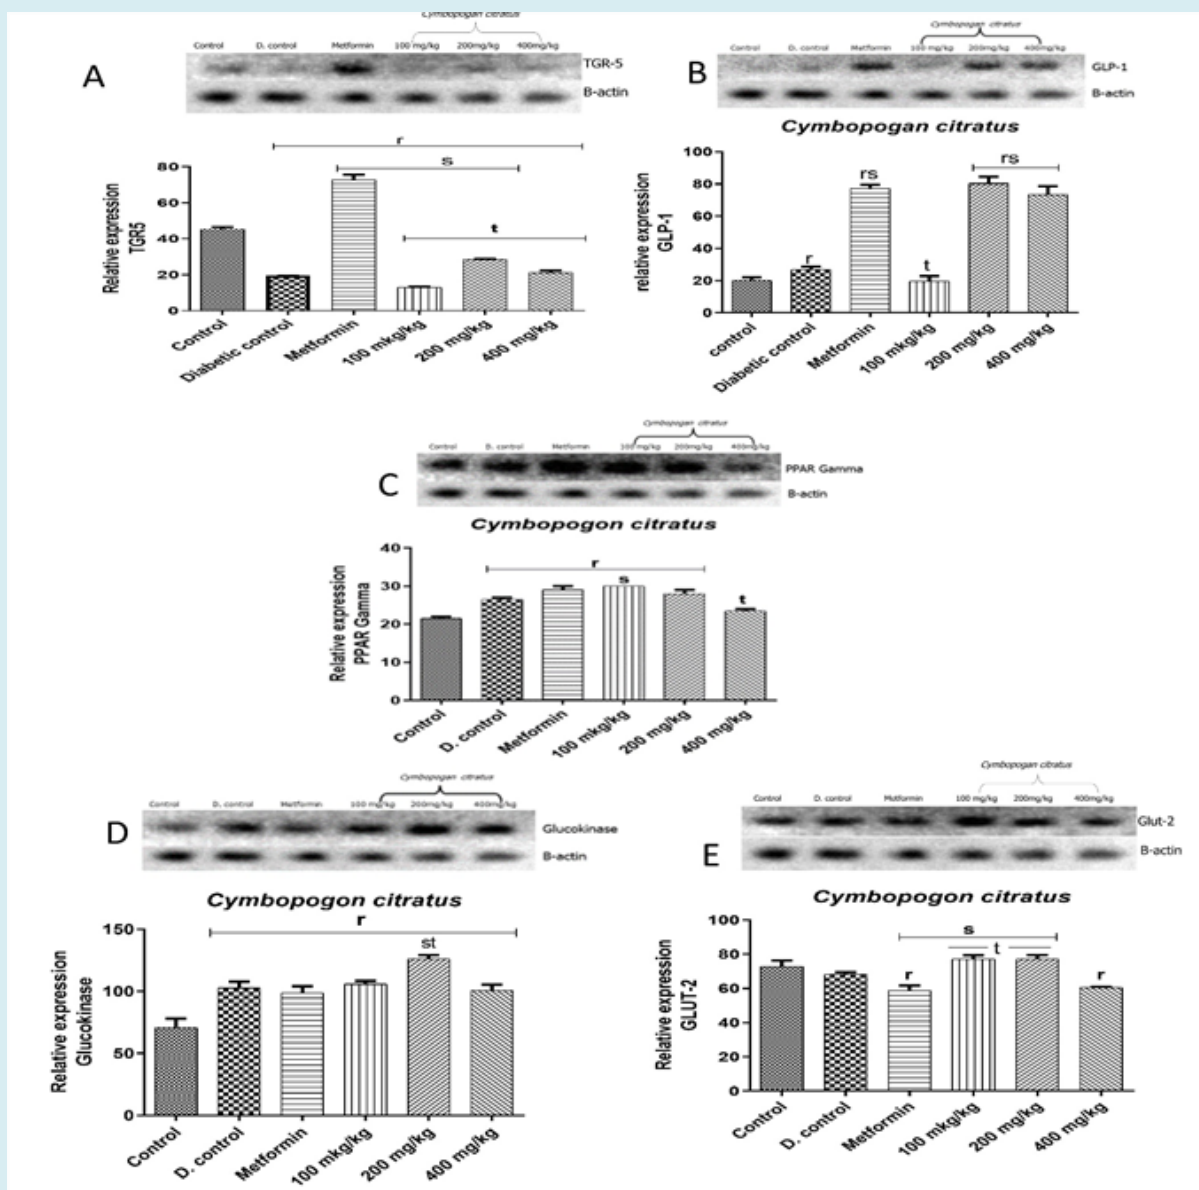 Cymbopogon citratus
Control D. control Metformin 100 mg/kg 200mg/kg 400mg/kg
A
TGR-5
B-actin
r
s
t
Relative expression
TGR5
80
60
40
20
0
Control
Diabetic control
Metformin
100 mkg/kg
200 mg/kg
400 mg/kg
Cymbopogan citratus
Control D. control Metformin 100 mg/kg 200mg/kg 400mg/kg
B
GLP-1
B-actin
Cymbopogan citratus
relative expression
GLP-1
100
80
60
40
20
0
r
rs
t
rs
control
Diabetic control
Metformin
100 mkg/kg
200 mg/kg
400 mg/kg
Cymbopogan citratus
Control D. control Metformin 100 mg/kg 200mg/kg 400mg/kg
C
PPAR Gamma
B-actin
Cymbopogon citratus
Relative expression
PPAR Gamma
40
30
20
10
0
r
s
t
Control
D. control
Metformin
100 mkg/kg
200 mg/kg
400 mg/kg
Cymbopogan citratus
Control D. control Metformin 100 mg/kg 200mg/kg 400mg/kg
D
Glucokinase
B-actin
Cymbopogon citratus
Relative expression
Glucokinase
150
100
50
0
r
st
Control
D. control
Metformin
100 mkg/kg
200 mg/kg
400 mg/kg
Cymbopogan citratus
Control D. control Metformin 100 mg/kg 200mg/kg 400mg/kg
E
Glut-2
B-actin
Cymbopogon citratus
Relative expression
GLUT-2
100
80
60
40
20
0
s
t
r
r
Control
D. control
Metformin
100 mkg/kg
200 mg/kg
400 mg/kg